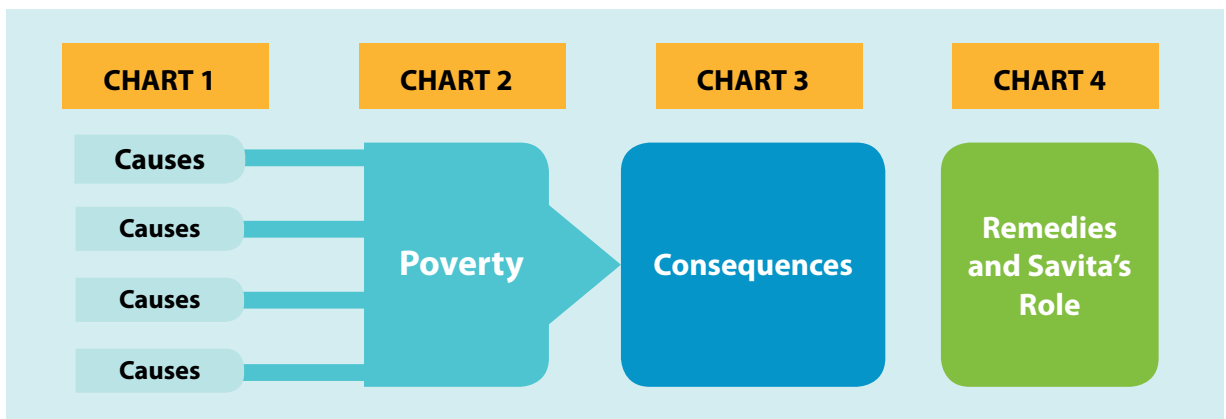 CHART 1
CHART 2
CHART 3
CHART 4
Causes
Causes
Causes
Causes
Poverty
Consequences
Remedies
and Savita’s
Role